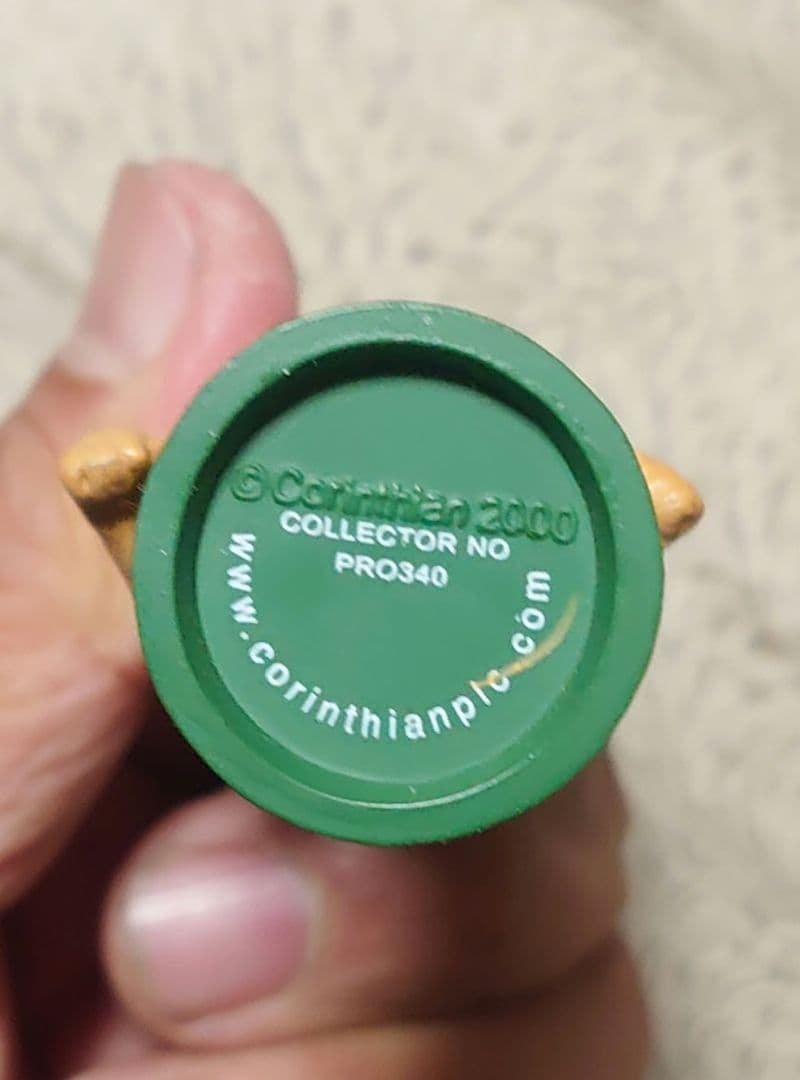 © Corinthian 2000
COLLECTOR NO
PRO340
www.corinthianplc.com